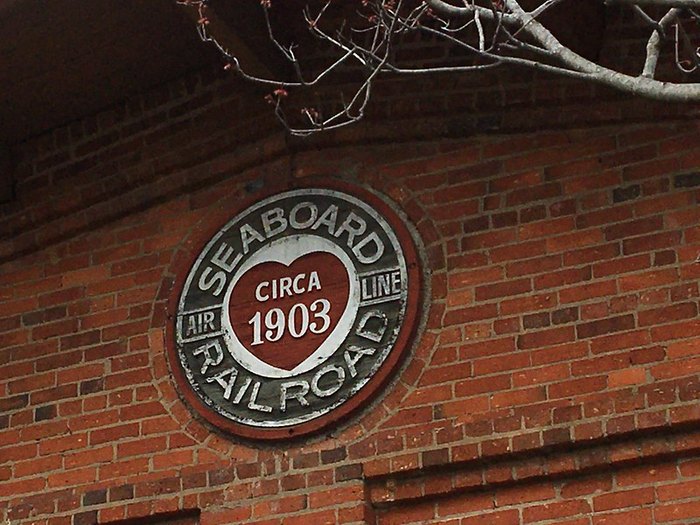 SEABOARD
AIR LINE
CIRCA
1903
RAILROAD